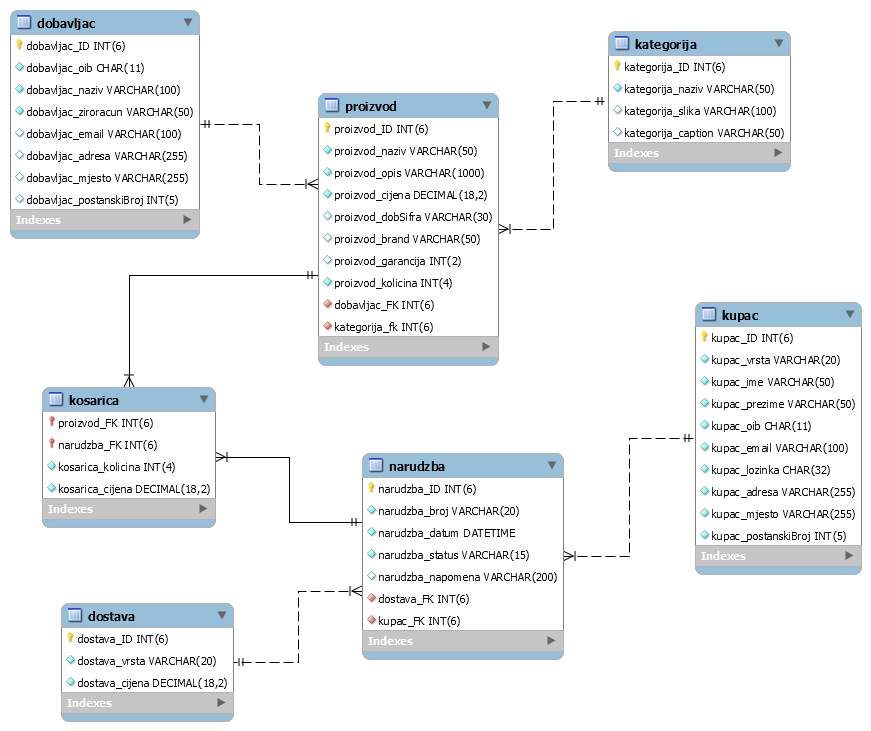 dobavljac
dobavljac_ID INT(6)
dobavljac_oib CHAR(11)
dobavljac_naziv VARCHAR(100)
dobavljac_ziroracun VARCHAR(50)
dobavljac_email VARCHAR(100)
dobavljac_adresa VARCHAR(255)
dobavljac_mjesto VARCHAR(255)
dobavljac_postanskiBroj INT(5)
Indexes
proizvod
proizvod_ID INT(6)
proizvod_naziv VARCHAR(50)
proizvod_opis VARCHAR(1000)
proizvod_cijena DECIMAL(18,2)
proizvod_dobSifra VARCHAR(30)
proizvod_brand VARCHAR(50)
proizvod_garancija INT(2)
proizvod_kolicina INT(4)
dobavljac_FK INT(6)
kategorija_fk INT(6)
Indexes
kategorija
kategorija_ID INT(6)
kategorija_naziv VARCHAR(50)
kategorija_slika VARCHAR(100)
kategorija_caption VARCHAR(50)
Indexes
kosarica
proizvod_FK INT(6)
narudzba_FK INT(6)
kosarica_kolicina INT(4)
kosarica_cijena DECIMAL(18,2)
Indexes
narudzba
narudzba_ID INT(6)
narudzba_broj VARCHAR(20)
narudzba_datum DATETIME
narudzba_status VARCHAR(15)
narudzba_napomena VARCHAR(200)
dostava_FK INT(6)
kupac_FK INT(6)
Indexes
kupac
kupac_ID INT(6)
kupac_vrsta VARCHAR(20)
kupac_ime VARCHAR(50)
kupac_prezime VARCHAR(50)
kupac_oib CHAR(11)
kupac_email VARCHAR(100)
kupac_lozinka CHAR(32)
kupac_adresa VARCHAR(255)
kupac_mjesto VARCHAR(255)
kupac_postanskiBroj INT(5)
Indexes
dostava
dostava_ID INT(6)
dostava_vrsta VARCHAR(20)
dostava_cijena DECIMAL(18,2)
Indexes